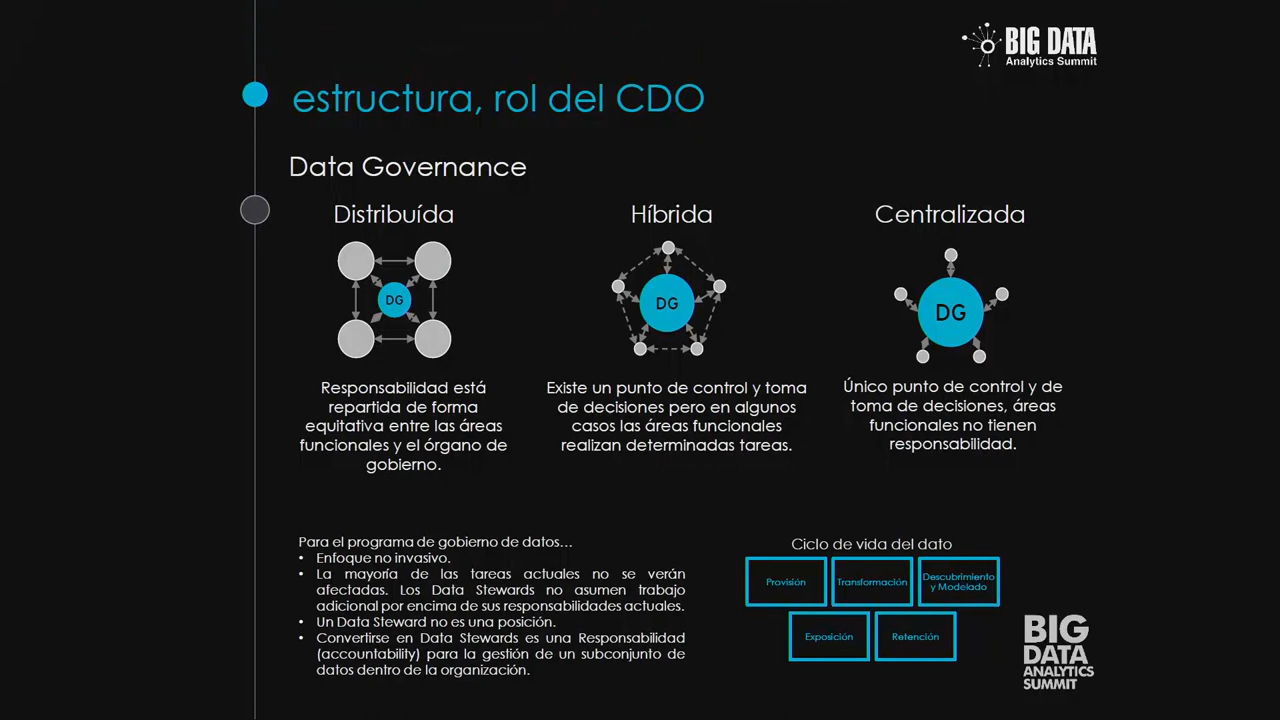 BIG DATA
Analytics Summit
estructura, rol del CDO
Data Governance
Distribuída
DG
Responsabilidad está
repartida de forma
equitativa entre las áreas
funcionales y el órgano de
gobierno.
Híbrida
DG
Existe un punto de control y toma
de decisiones pero en algunos
casos las áreas funcionales
realizan determinadas tareas.
Centralizada
DG
Único punto de control y de
toma de decisiones, áreas
funcionales no tienen
responsabilidad.
Para el programa de gobierno de datos…
• Enfoque no invasivo.
• La mayoría de las tareas actuales no se verán
afectadas. Los Data Stewards no asumen trabajo
adicional por encima de sus responsabilidades actuales.
• Un Data Steward no es una posición.
• Convertirse en Data Stewards es una Responsabilidad
(accountability) para la gestión de un subconjunto de
datos dentro de la organización.
Ciclo de vida del dato
Provisión
Transformación
Descubrimiento
y Modelado
Exposición
Retención
BIG
DATA
ANALYTICS
SUMMIT